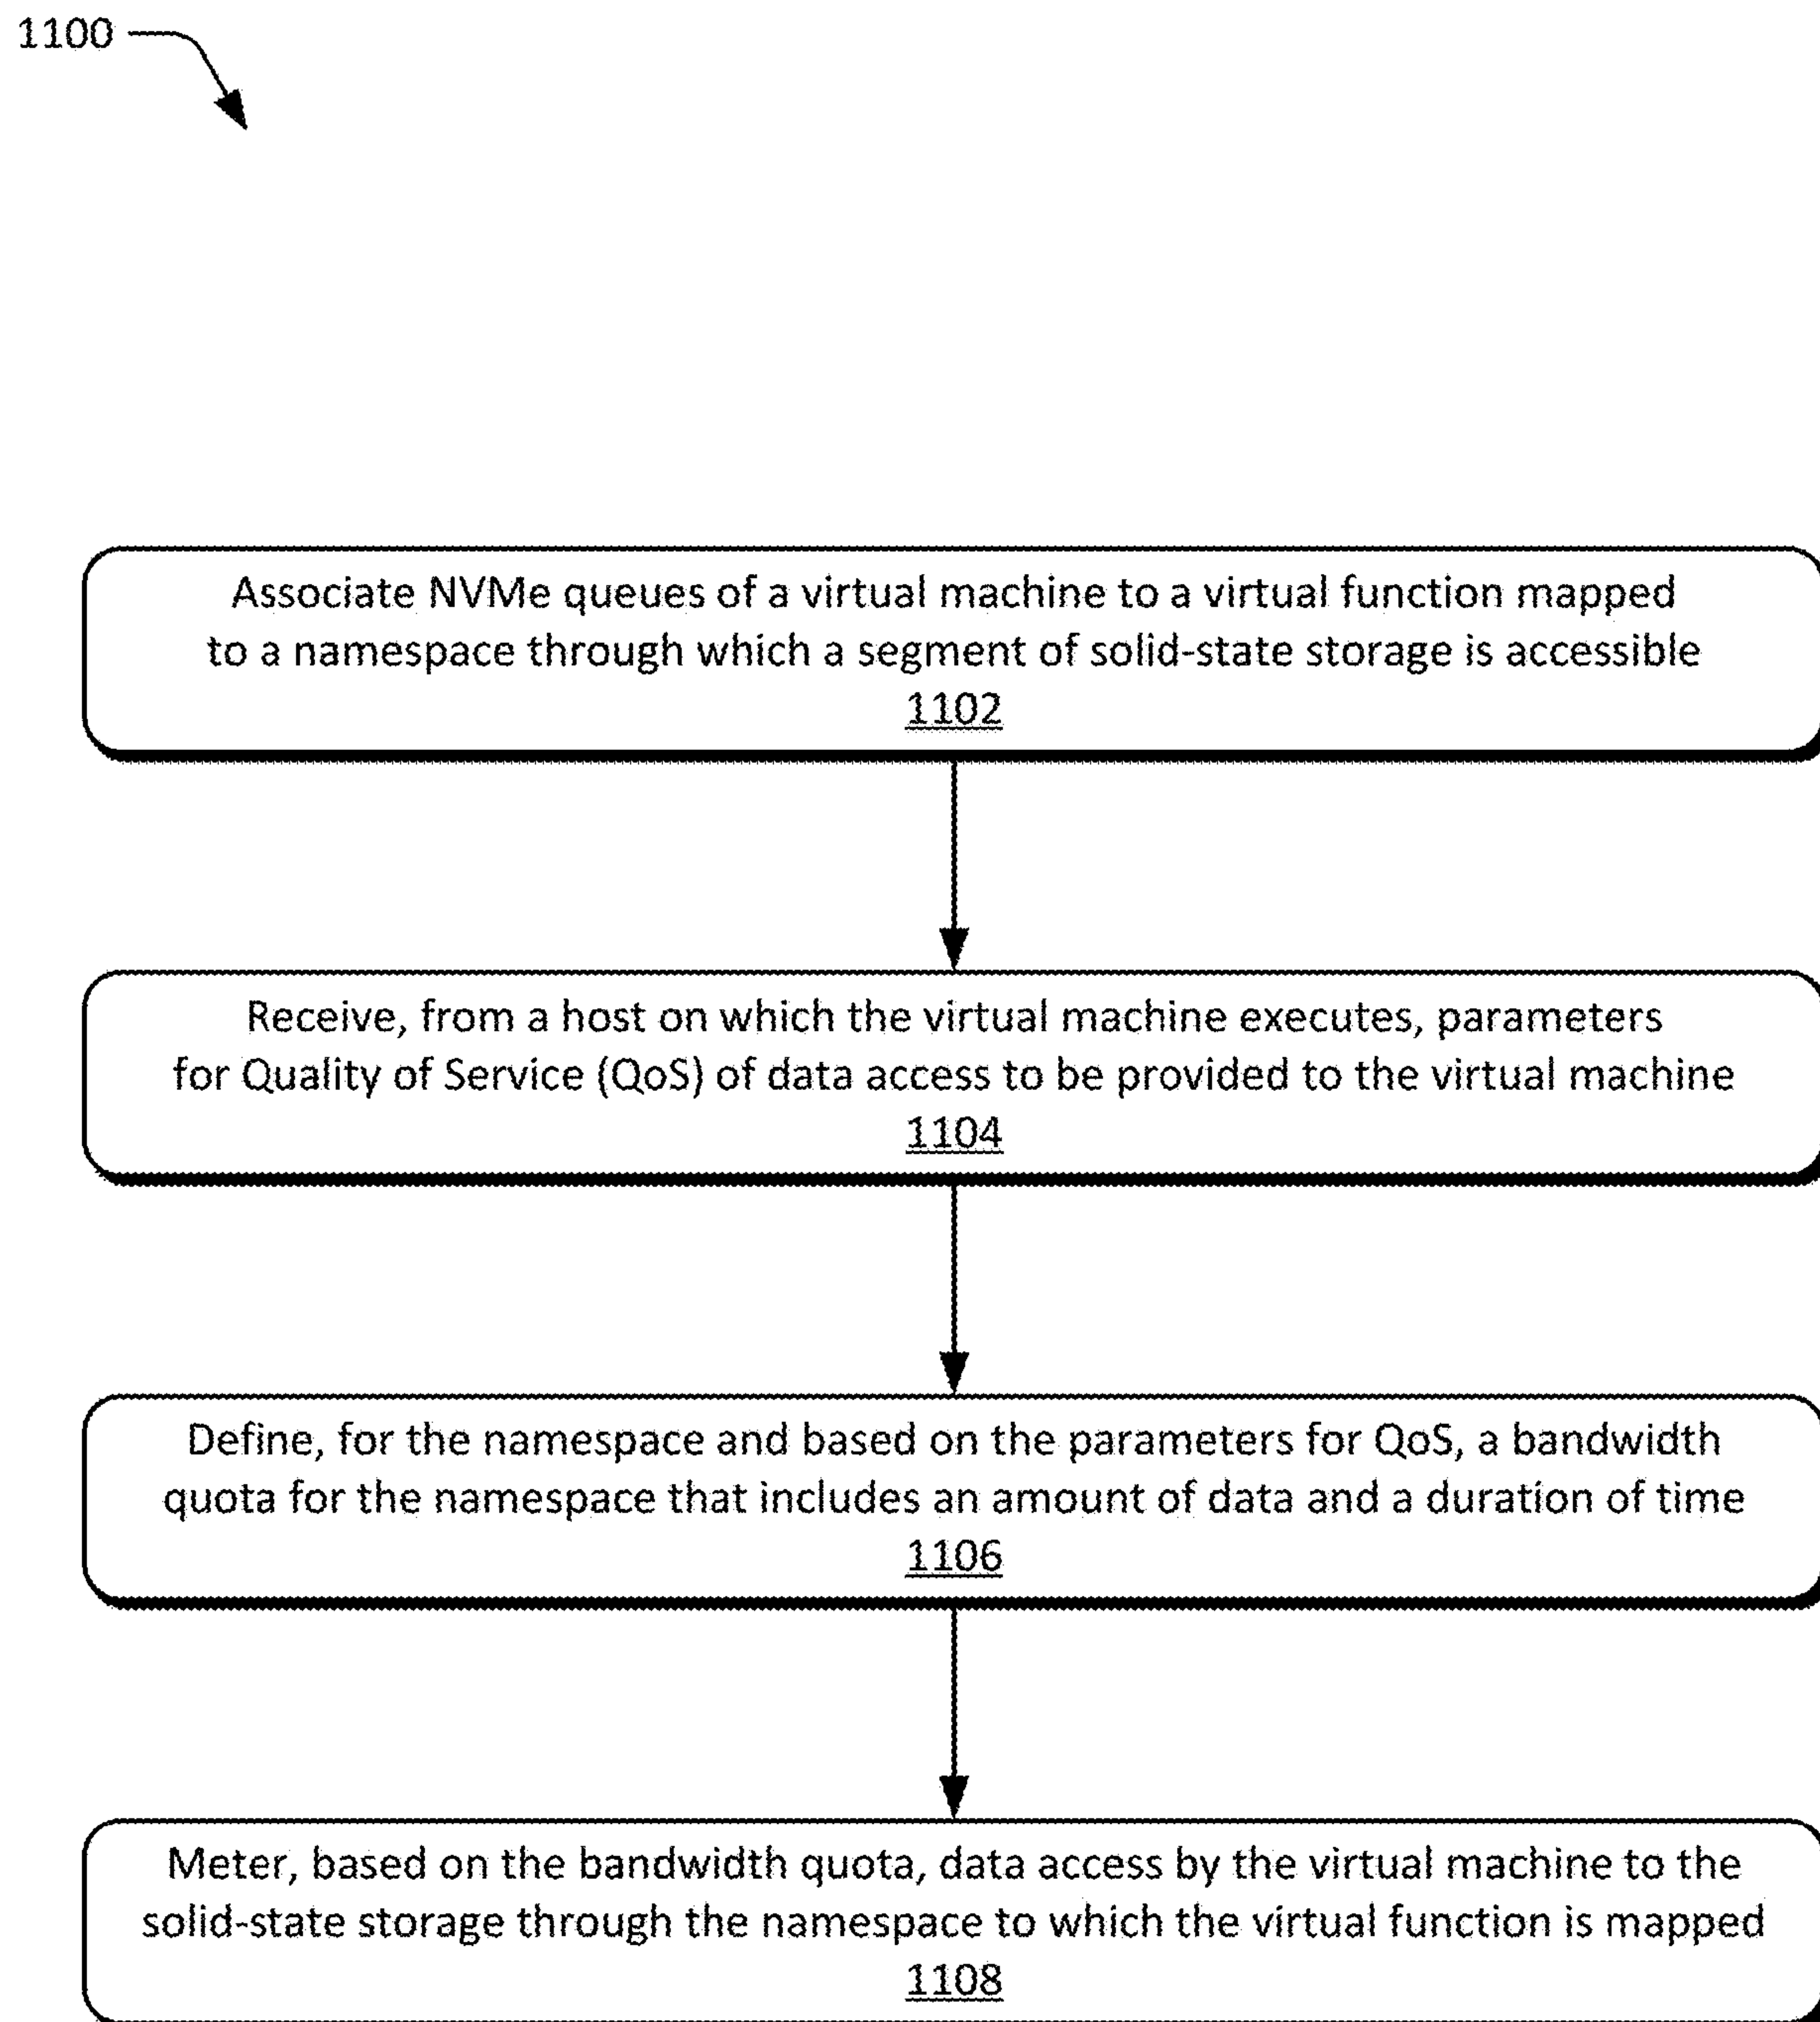 1100
Associate NVMe queues of a virtual machine to a virtual function mapped
to a namespace through which a segment of solid-state storage is accessible
1102
Receive, from a host on which the virtual machine executes, parameters
for Quality of Service (QoS) of data access to be provided to the virtual machine
1104
Define, for the namespace and based on the parameters for QoS, a bandwidth
quota for the namespace that includes an amount of data and a duration of time
1106
Meter, based on the bandwidth quota, data access by the virtual machine to the
solid-state storage through the namespace to which the virtual function is mapped
1108